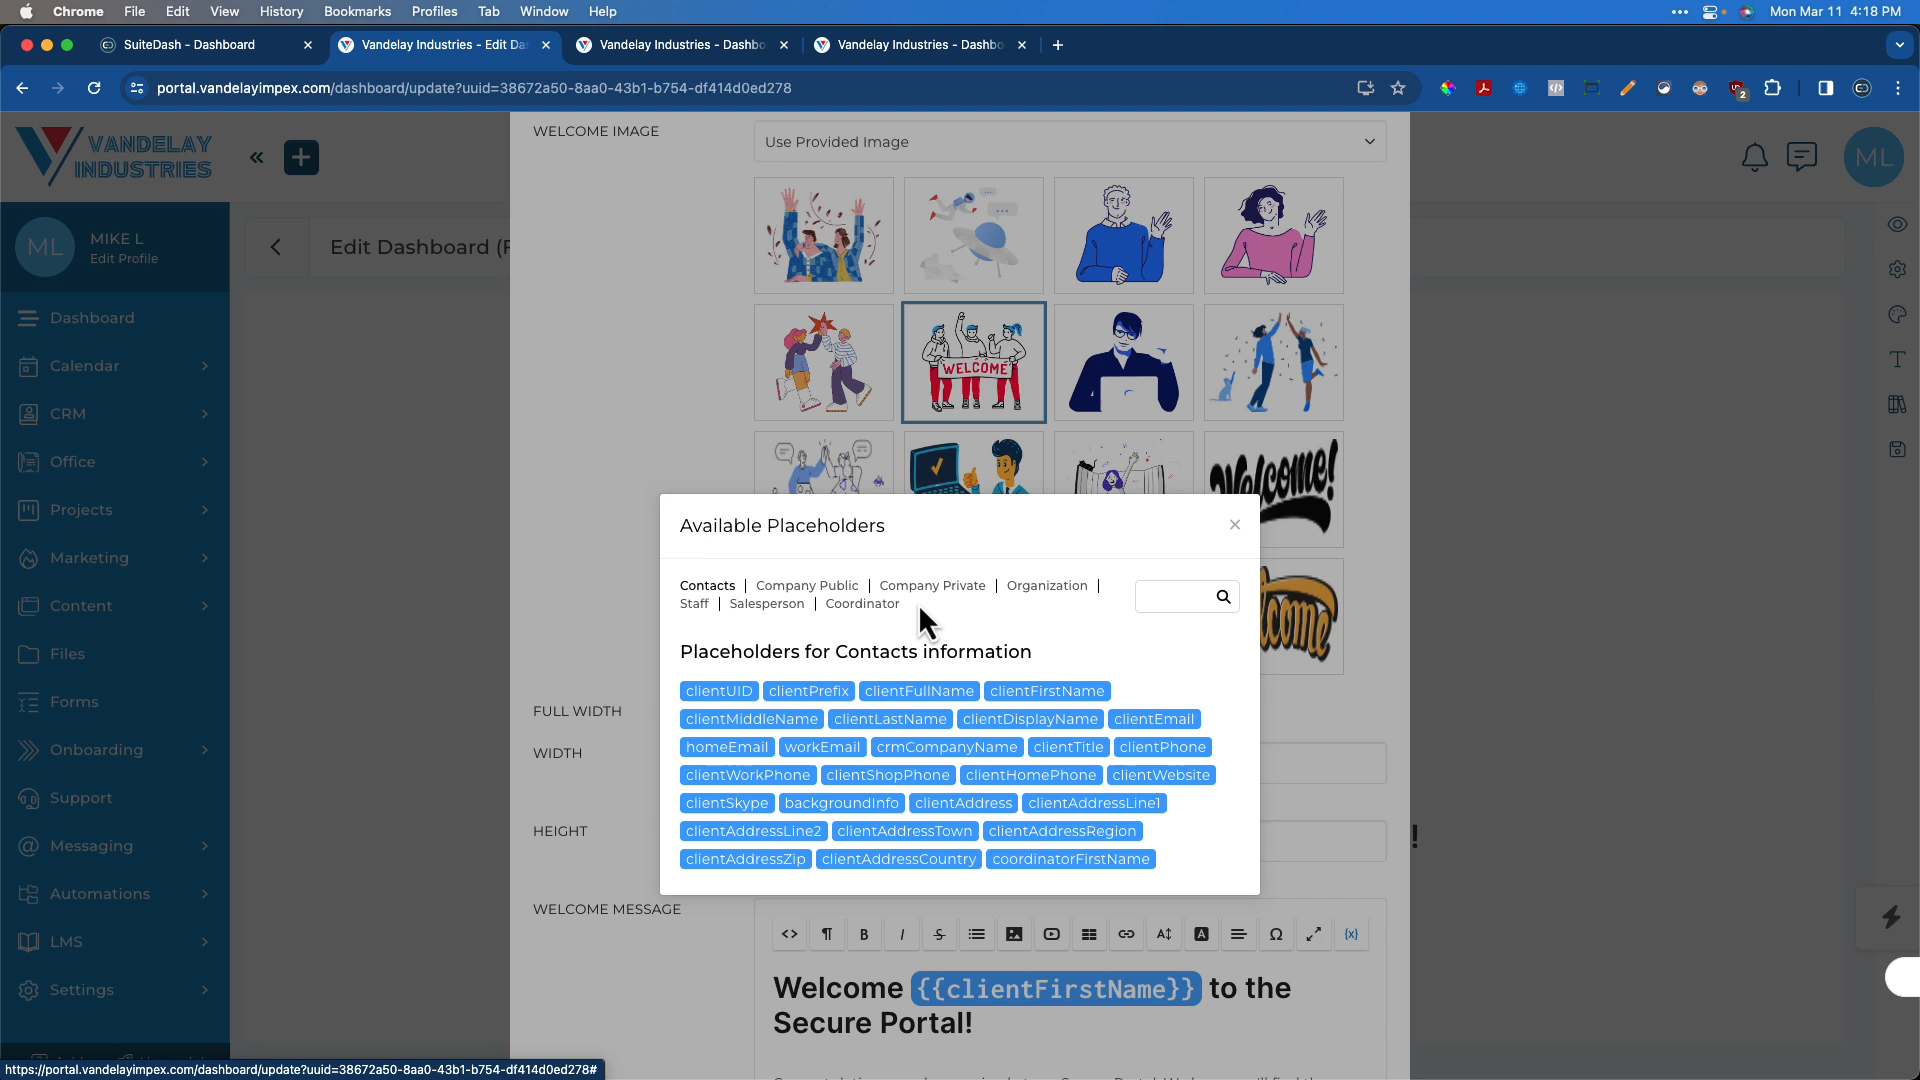 Chrome File Edit View History Bookmarks Profiles Tab Window Help
Mon Mar 11 4:18 PM
SuiteDash - Dashboard
Vandelay Industries - Edit Da
Vandelay Industries - Dashbo
Vandelay Industries - Dashbo
portal.vandelayimpex.com/dashboard/update?uuid=38672a50-8aa0-43b1-b754-df414d0ed278
2
VANDELAY
INDUSTRIES
ML
ML
MIKE L
Edit Profile
Dashboard
Calendar
CRM
Office
Projects
Marketing
Content
Files
Forms
Onboarding
Support
Messaging
Automations
LMS
Settings
Edit Dashboard (F
WELCOME IMAGE
Use Provided Image
WELCOME
Welcome!
Available Placeholders
Contacts | Company Public | Company Private | Organization |
Staff | Salesperson | Coordinator
Placeholders for Contacts information
clientUID clientPrefix clientFullName clientFirstName
clientMiddleName clientLastName clientDisplayName clientEmail
homeEmail workEmail crmCompanyName clientTitle clientPhone
clientWorkPhone clientShopPhone clientHomePhone clientWebsite
clientSkype backgroundInfo clientAddress clientAddressLine1
clientAddressLine2 clientAddressTown clientAddressRegion
clientAddressZip clientAddressCountry coordinatorFirstName
FULL WIDTH
WIDTH
HEIGHT
!
WELCOME MESSAGE
Welcome {{clientFirstName}} to the
Secure Portal!
https://portal.vandelayimpex.com/dashboard/update?uuid=38672a50-8aa0-43b1-b754-df414d0ed278#